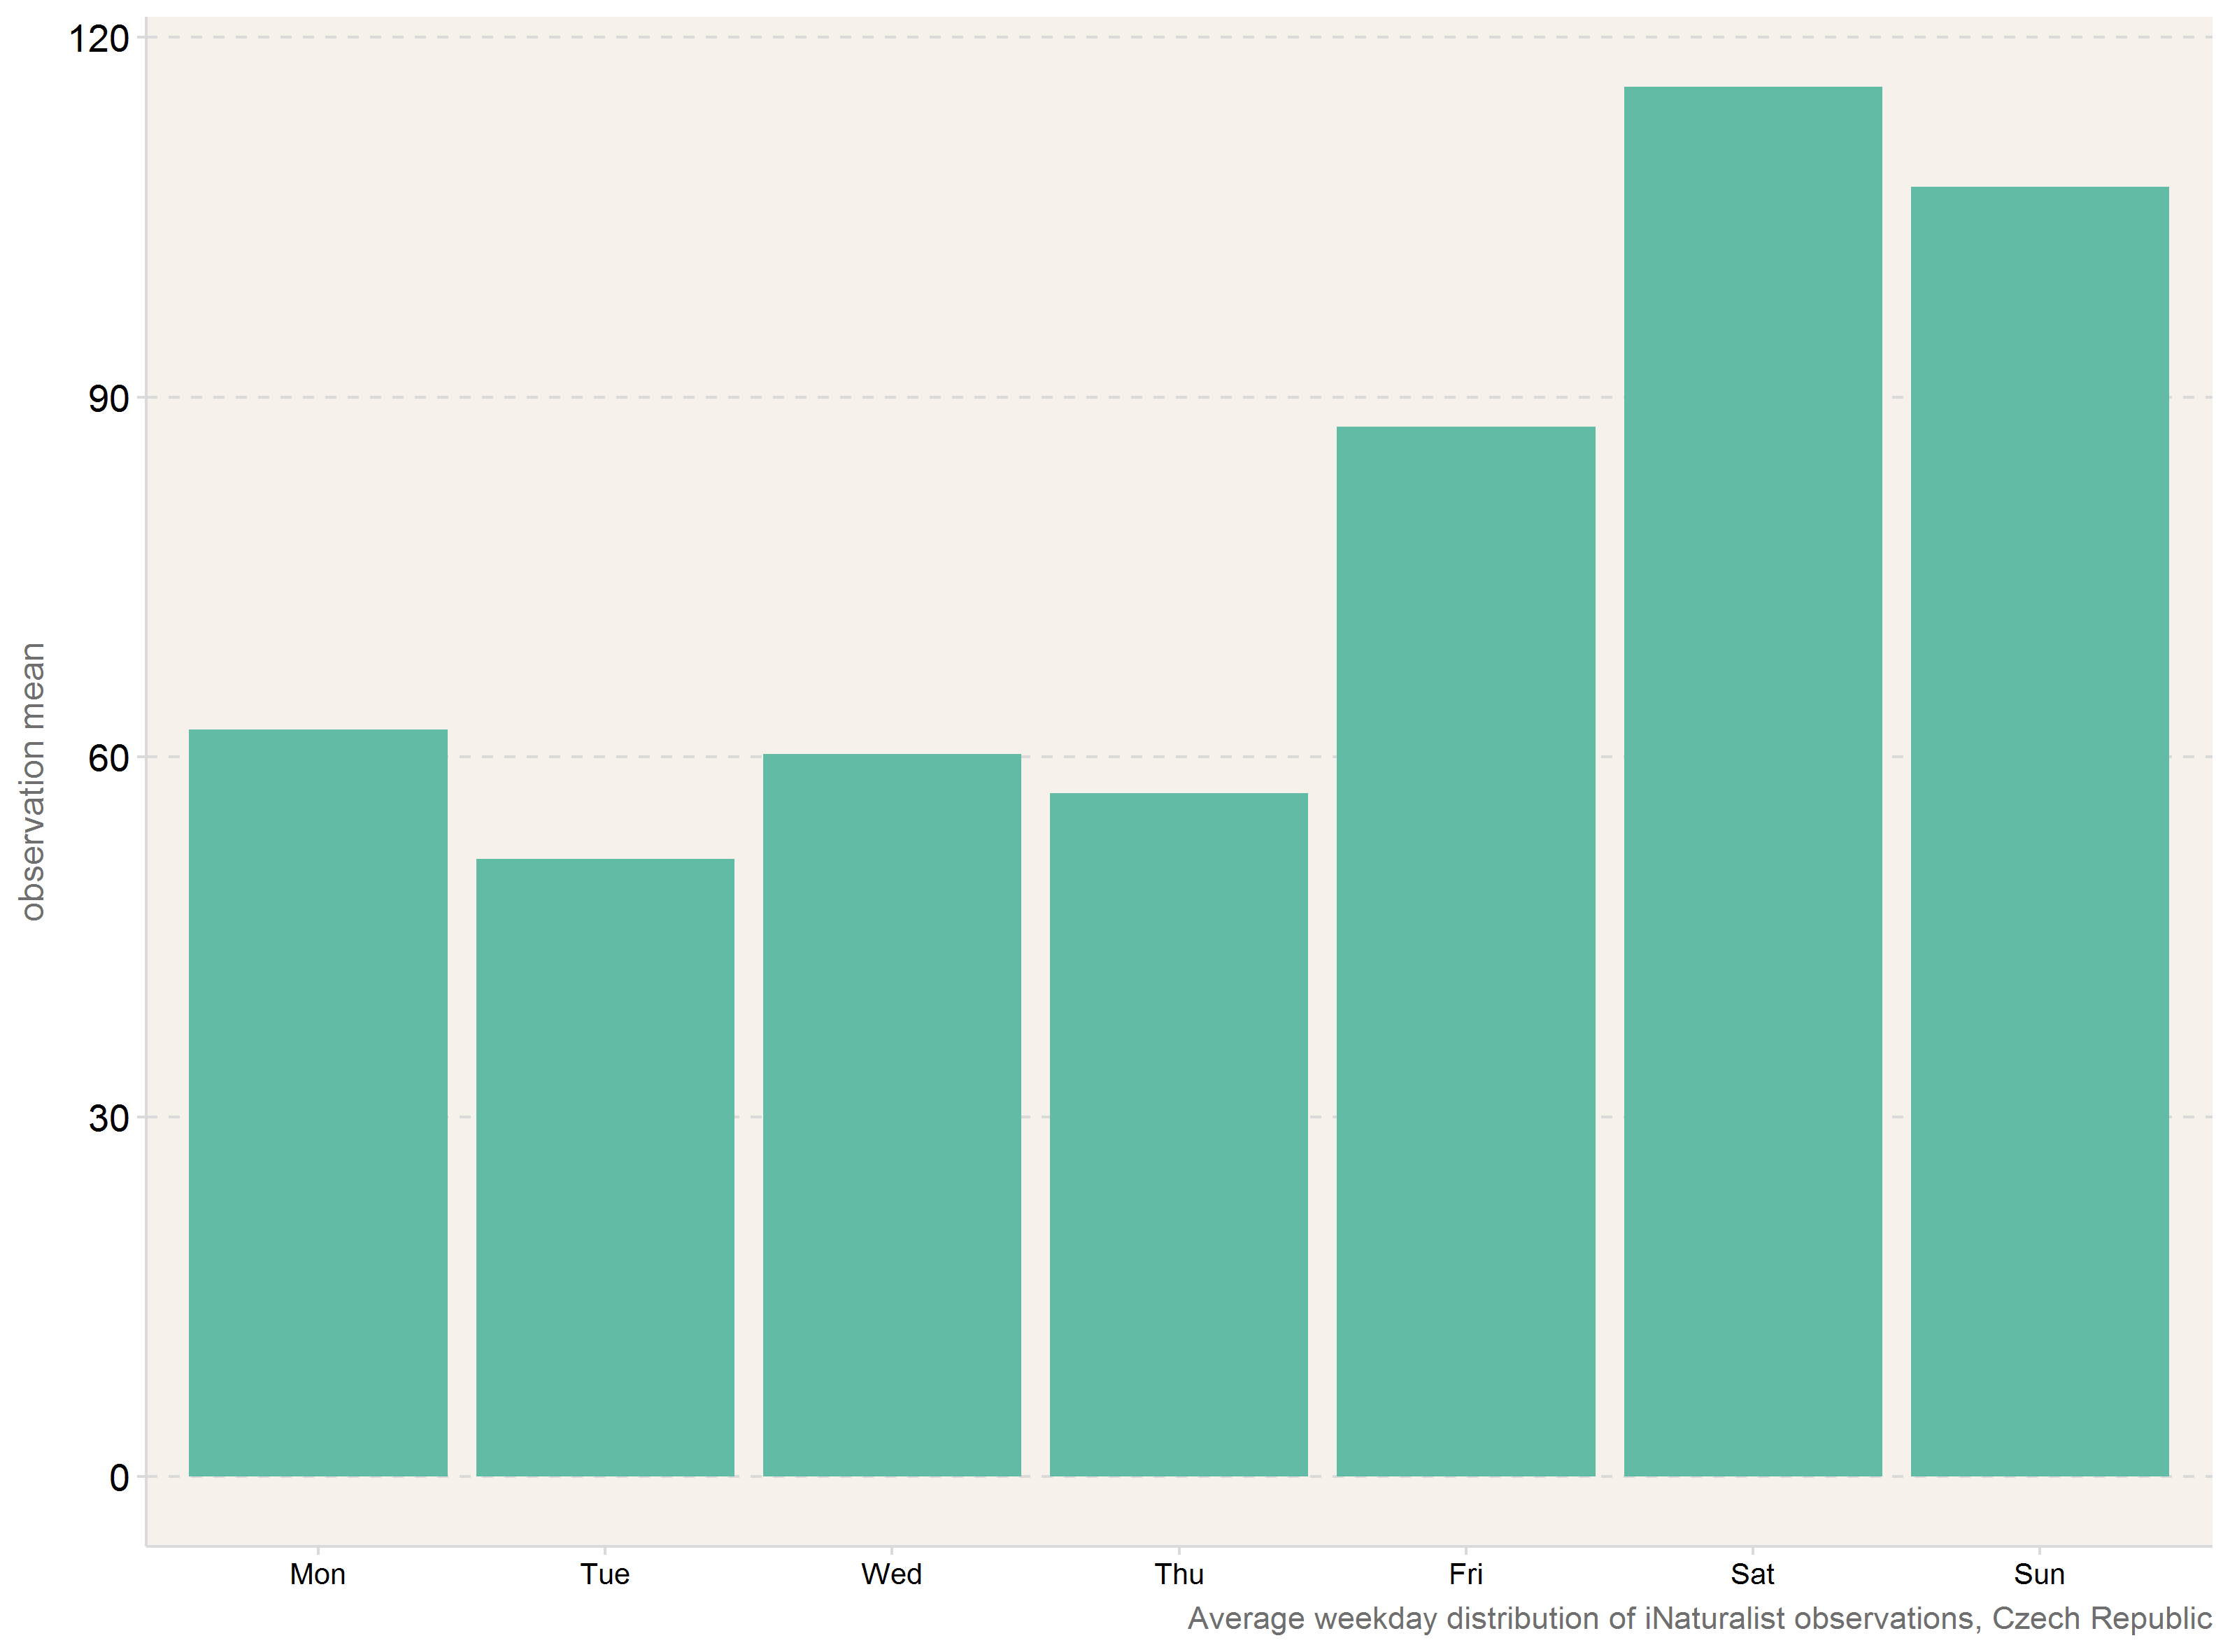 120
90
60
30
0
observation mean
Mon Tue Wed Thu Fri Sat Sun
Average weekday distribution of iNaturalist observations, Czech Republic